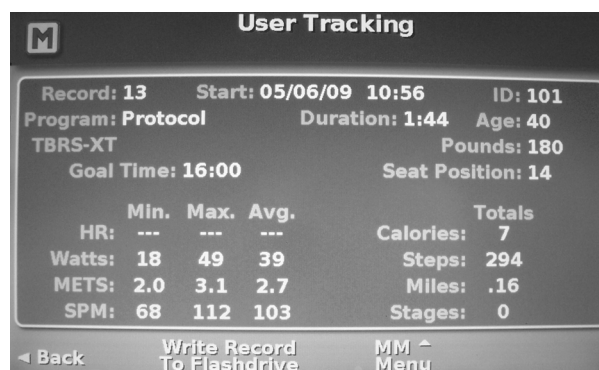 M
User Tracking
Record: 13 Start: 05/06/09 10:56 ID: 101
Program: Protocol Duration: 1:44 Age: 40
TBRS-XT Pounds: 180
Goal Time: 16:00 Seat Position: 14
Min. Max. Avg. Totals
HR: --- --- --- Calories: 7
Watts: 18 49 39 Steps: 294
METS: 2.0 3.1 2.7 Miles: .16
SPM: 68 112 103 Stages: 0
◄ Back Write Record MM
To Flashdrive Menu